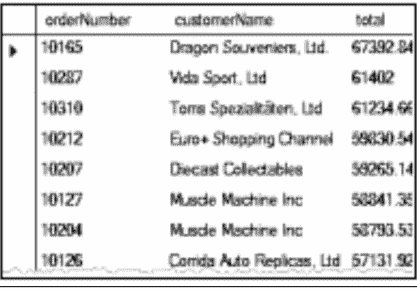 orderNumber customerName total
10165 Dragon Souveniers, Ltd. 67392.84
10287 Vida Sport, Ltd 61402
10310 Toms Spezialitäten, Ltd 61234.66
10212 Euro+ Shopping Channel 59830.54
10207 Diecast Collectables 59265.14
10127 Muscle Machine Inc 58841.35
10204 Muscle Machine Inc 58793.53
10126 Corrida Auto Replicas, Ltd 57131.92